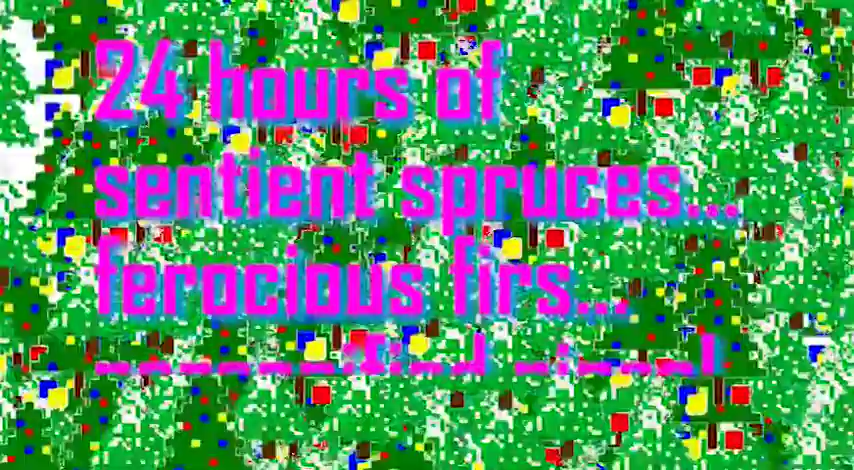 24 hours of
sentient spruces...
ferocious firs...